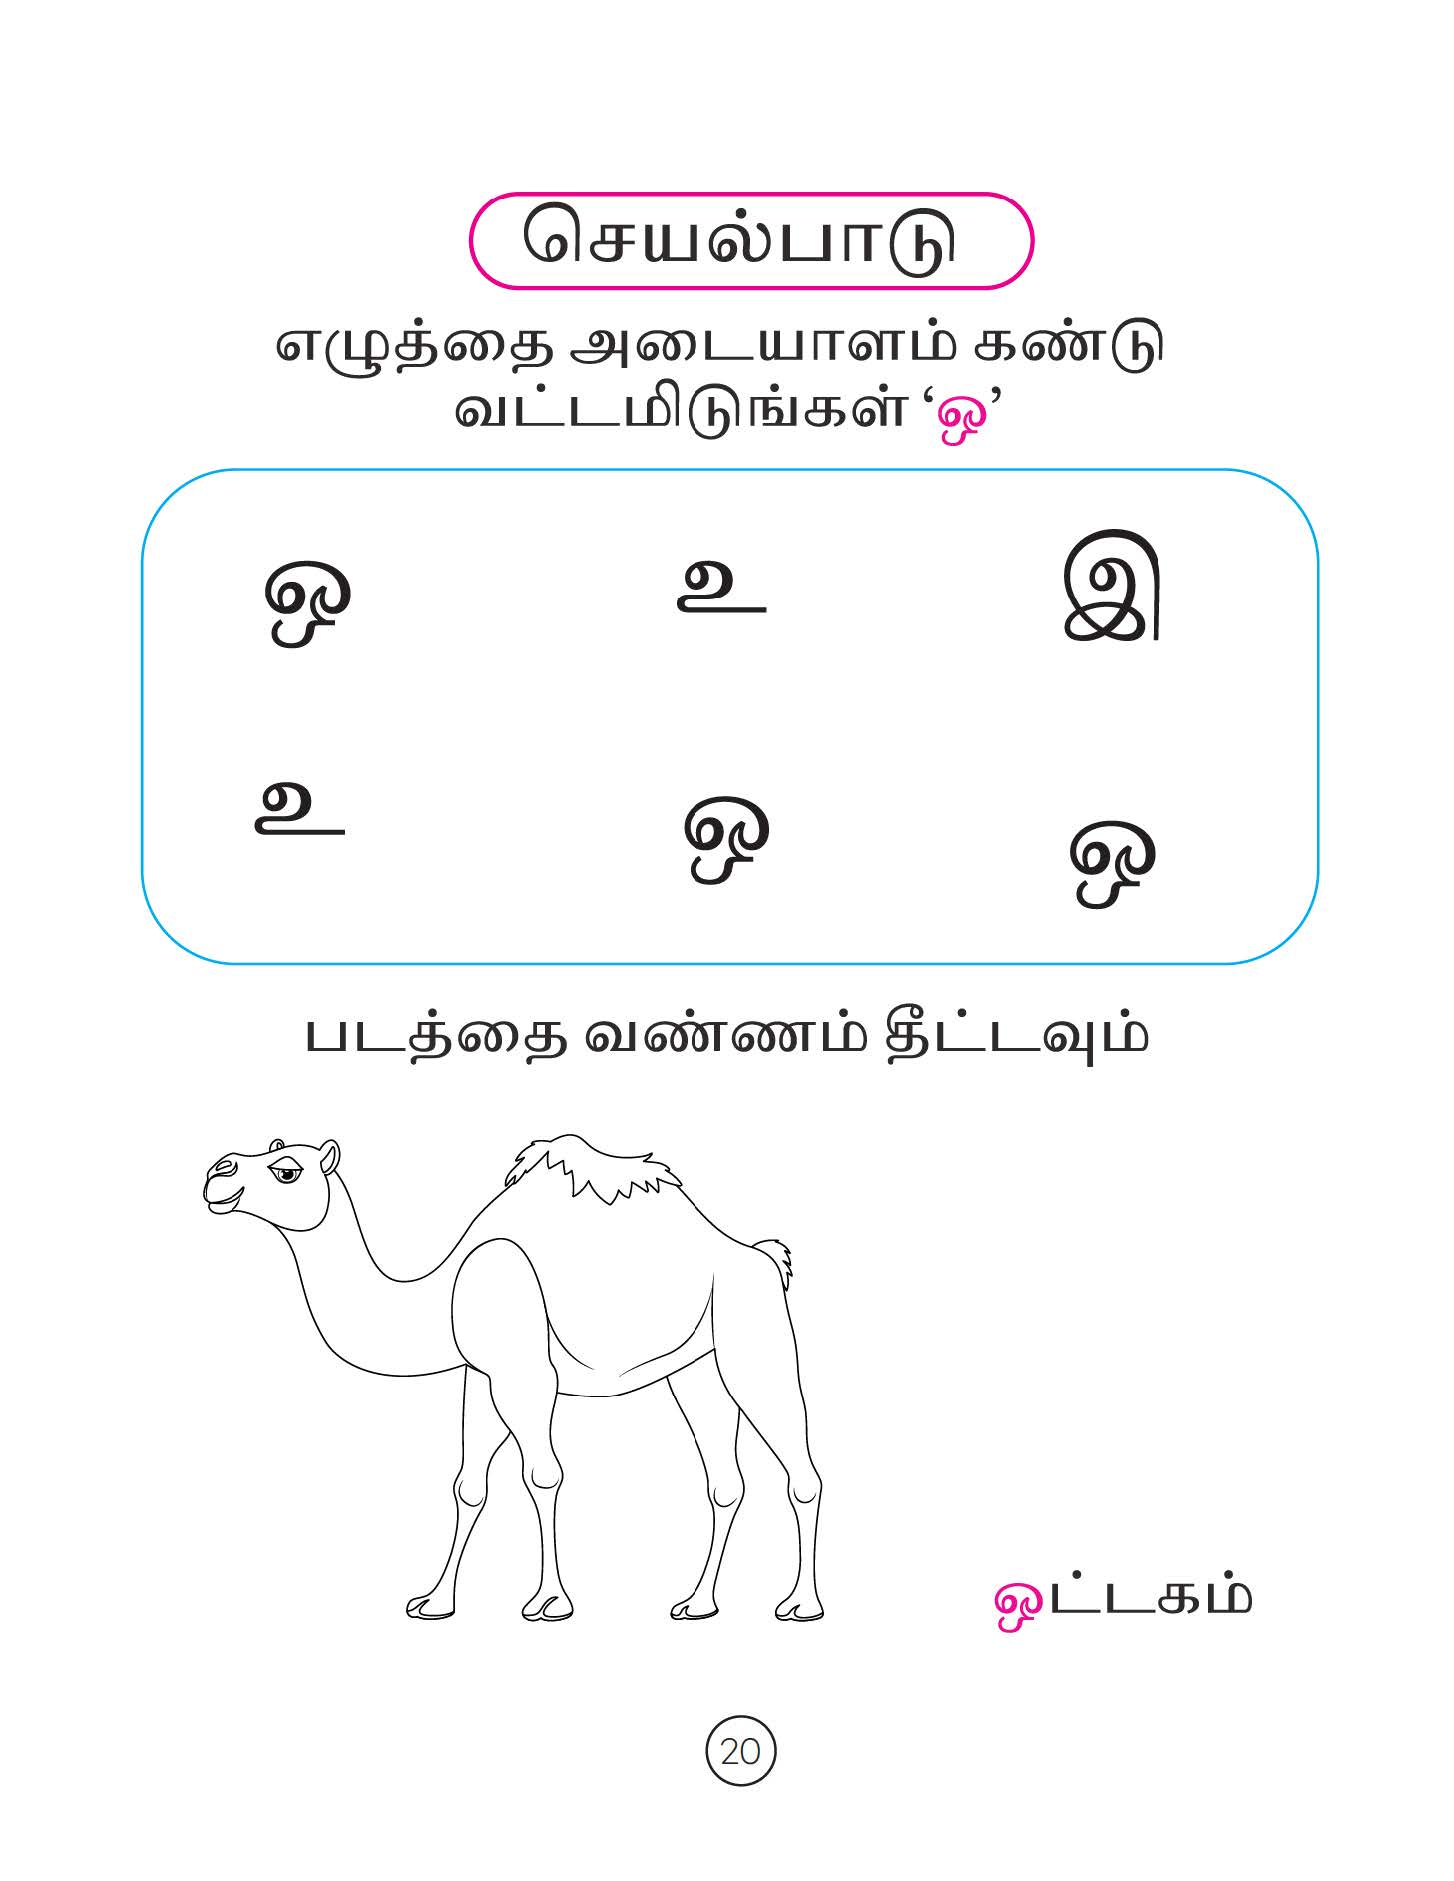 செயல்பாடு
எழுத்தை அடையாளம் கண்டு
வட்டமிடுங்கள் ‘ஒ’
ஒ உ இ
உ ஒ ஒ
படத்தை வண்ணம் தீட்டவும்
ஒட்டகம்
20